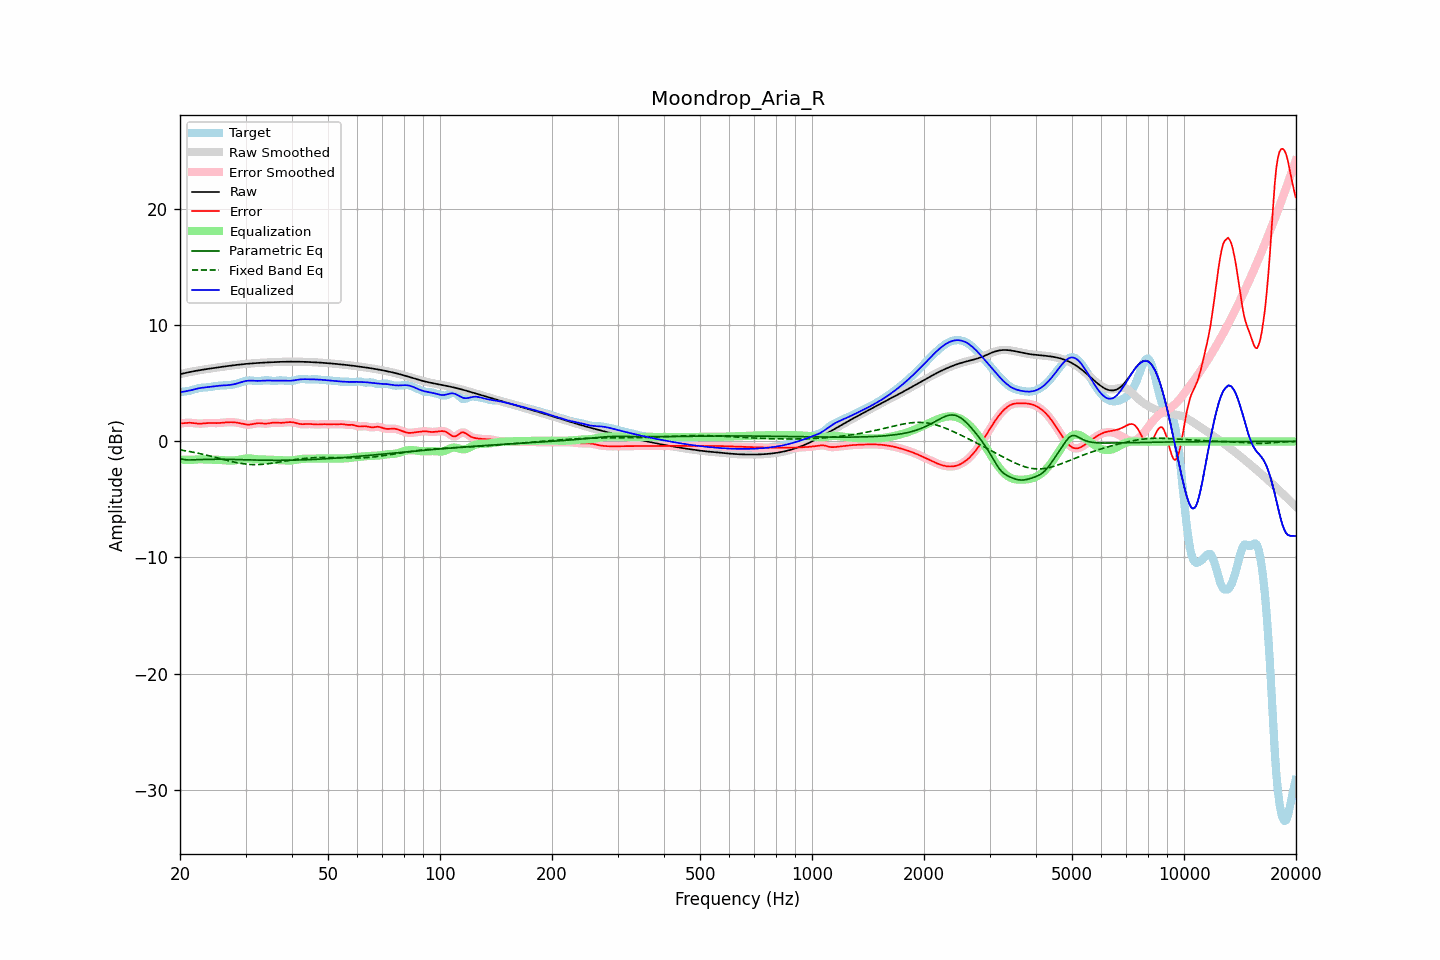 Moondrop_Aria_R
Target
Raw Smoothed
Error Smoothed
Raw
Error
Equalization
Parametric Eq
Fixed Band Eq
Equalized
20
10
0
−10
−20
−30
Amplitude (dBr)
20 50 100 200 500 1000 2000 5000 10000 20000
Frequency (Hz)